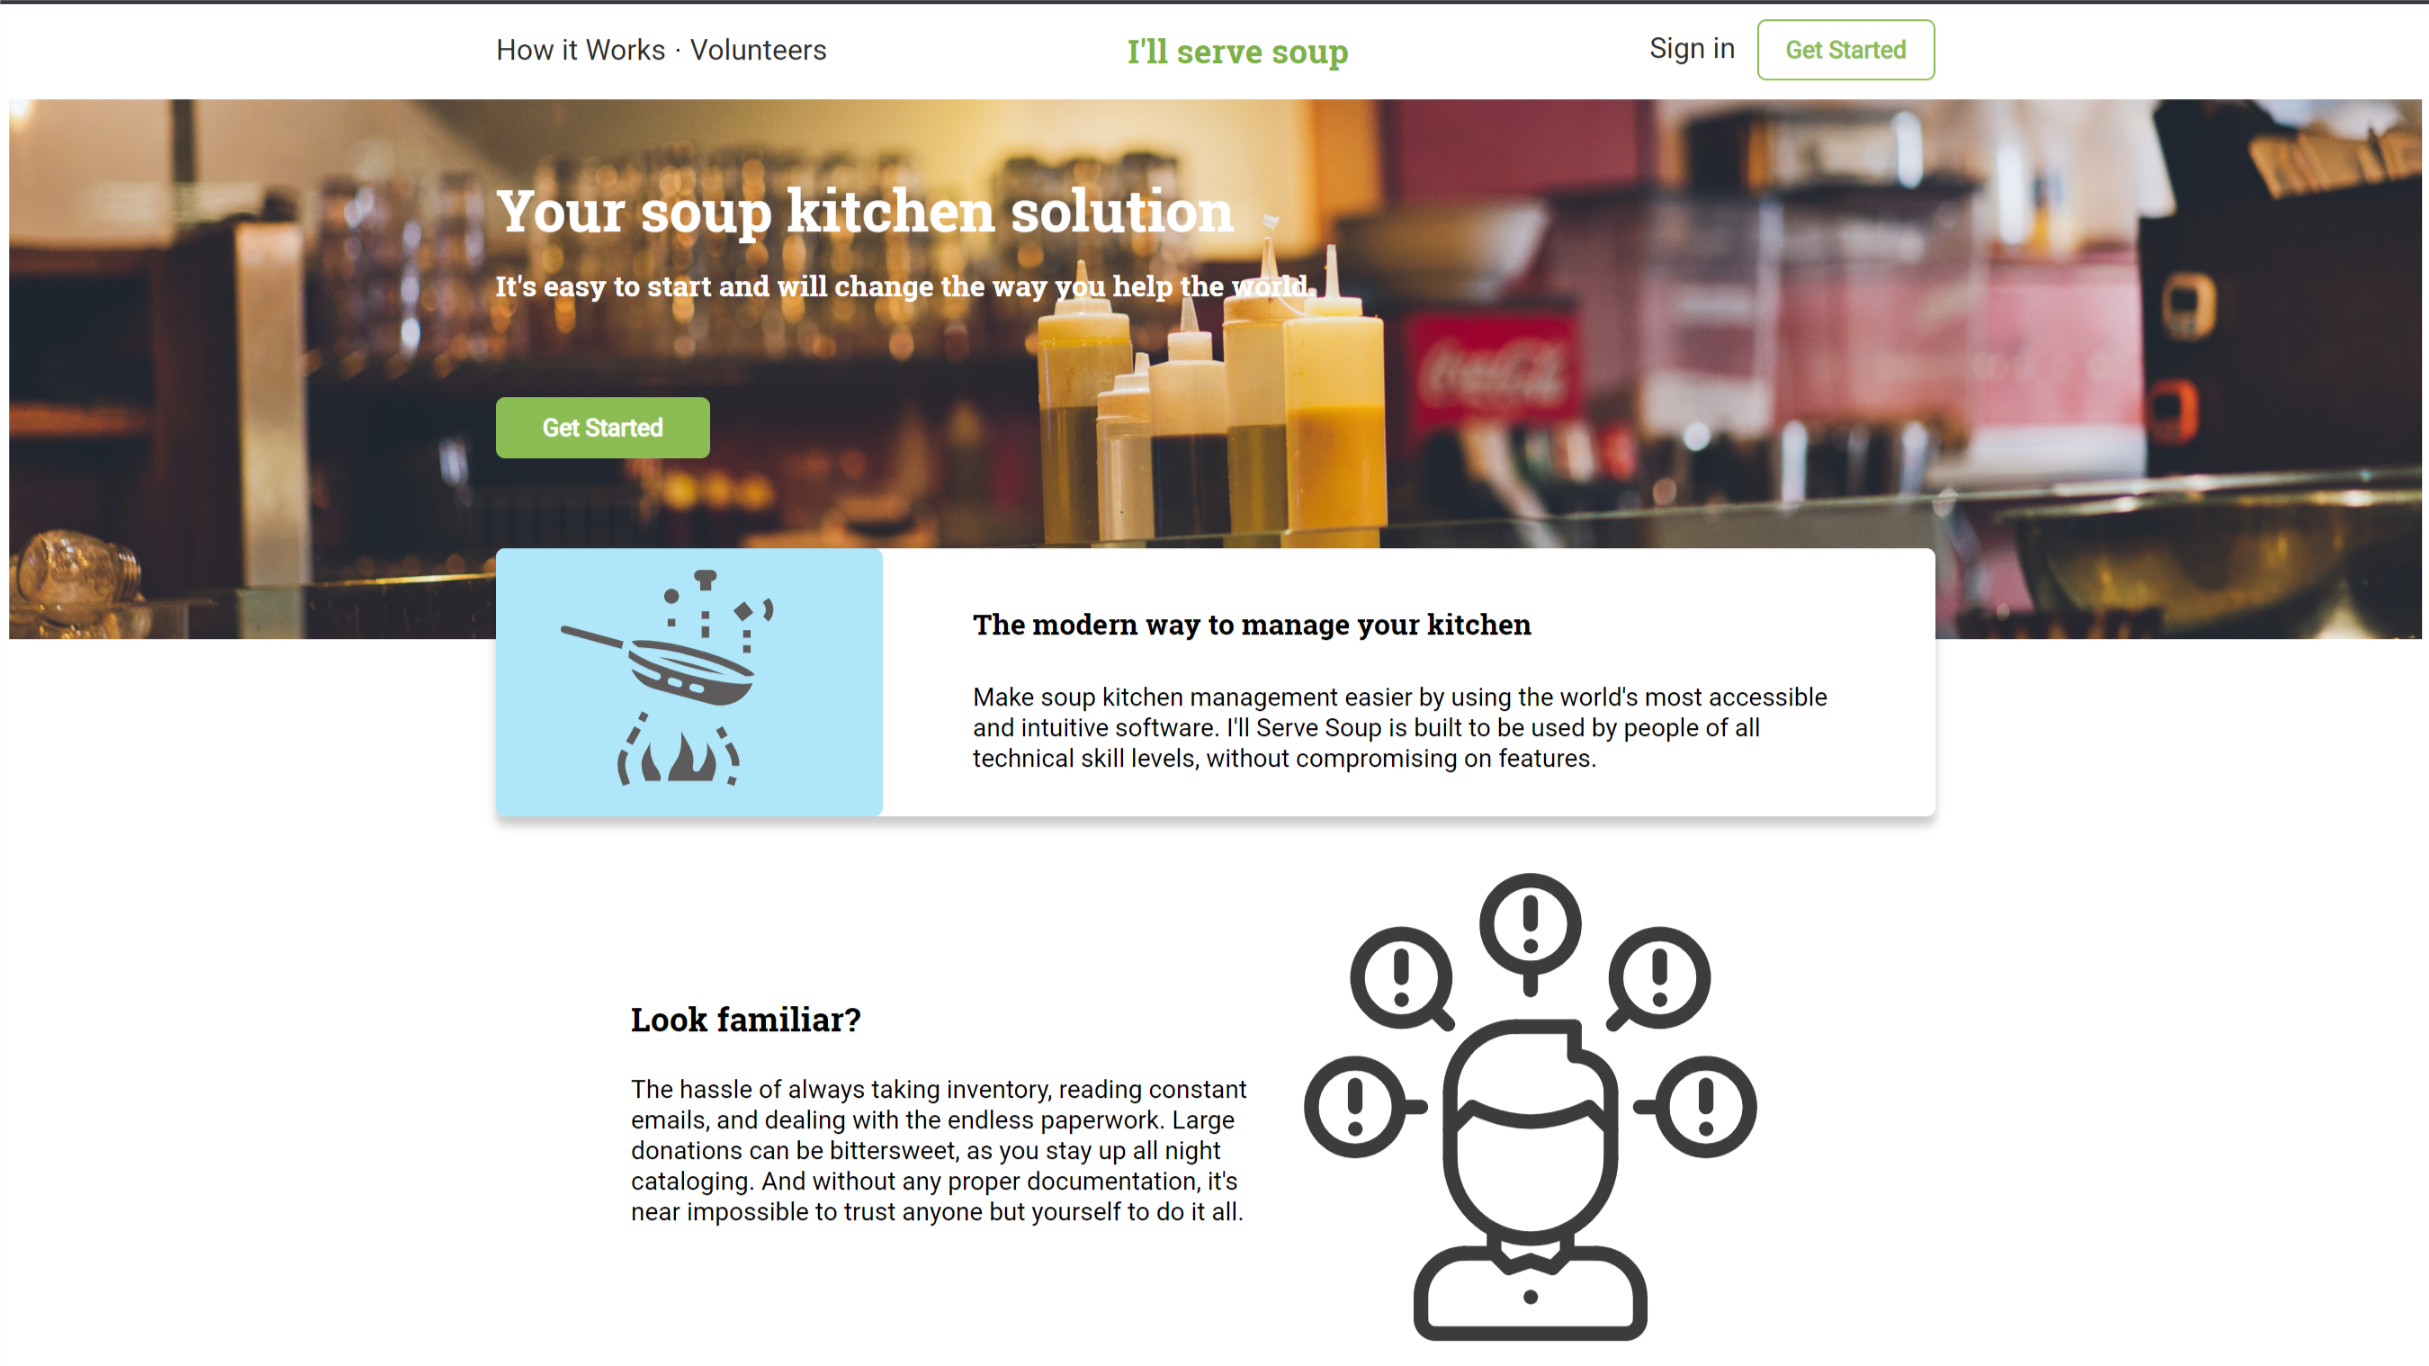 How it Works · Volunteers
I'll serve soup
Sign in
Get Started
Your soup kitchen solution
It's easy to start and will change the way you help the world.
Get Started
Coca-Cola
The modern way to manage your kitchen
Make soup kitchen management easier by using the world's most accessible
and intuitive software. I'll Serve Soup is built to be used by people of all
technical skill levels, without compromising on features.
Look familiar?
The hassle of always taking inventory, reading constant
emails, and dealing with the endless paperwork. Large
donations can be bittersweet, as you stay up all night
cataloging. And without any proper documentation, it's
near impossible to trust anyone but yourself to do it all.